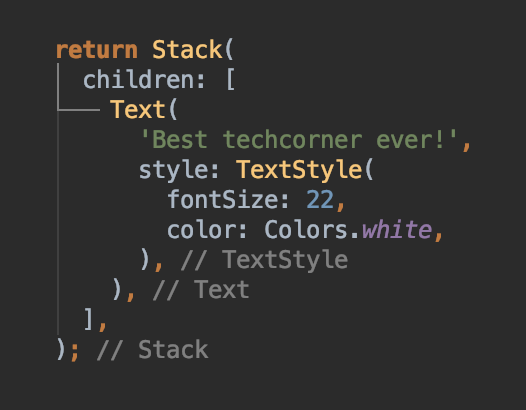 return Stack(
children: [
Text(
'Best techcorner ever!',
style: TextStyle(
fontSize: 22,
color: Colors.white,
), // TextStyle
), // Text
],
); // Stack